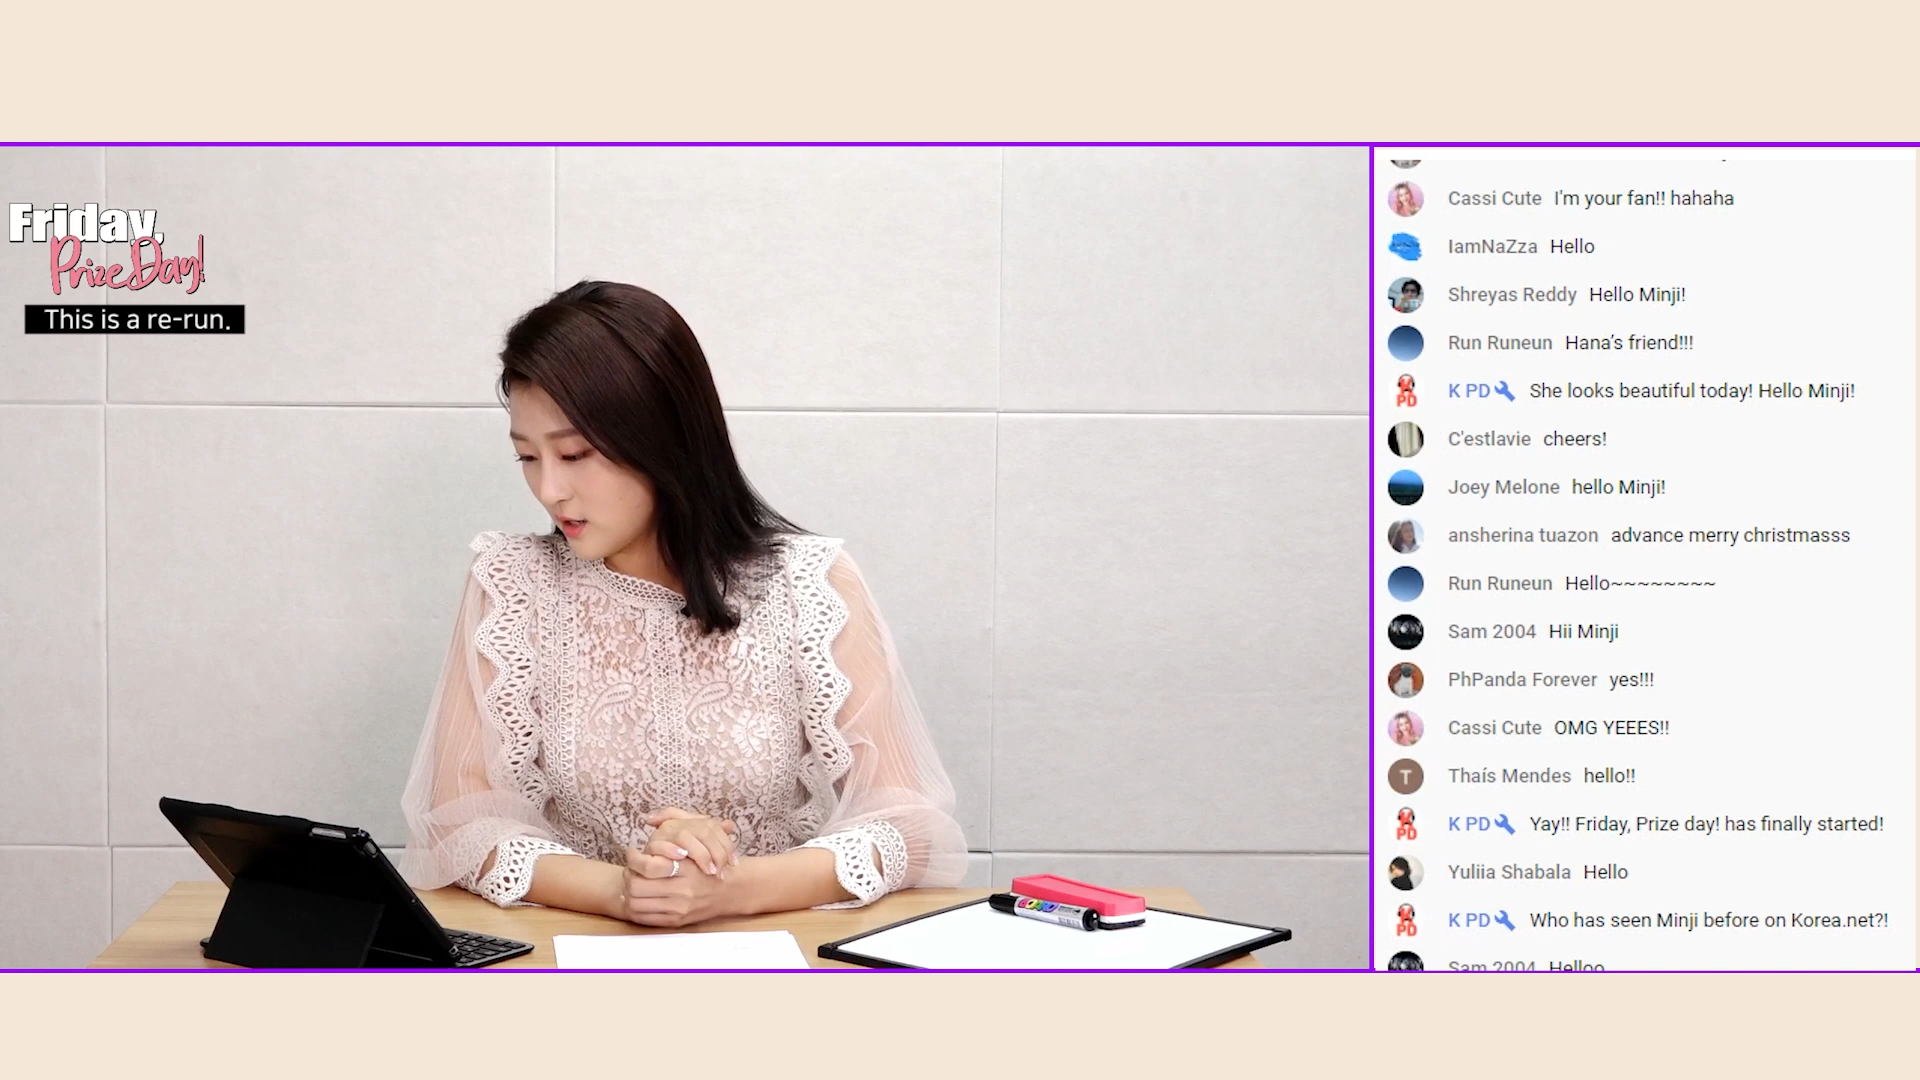 Friday,
Prize Day!
This is a re-run.
Cassi Cute I'm your fan!! hahaha
IamNaZza Hello
Shreyas Reddy Hello Minji!
Run Runeun Hana's friend!!!
K PD She looks beautiful today! Hello Minji!
C'estlavie cheers!
Joey Melone hello Minji!
ansherina tuazon advance merry christmasss
Run Runeun Hello~~~~~~~~
Sam 2004 Hii Minji
PhPanda Forever yes!!!
Cassi Cute OMG YEEES!!
T Thaís Mendes hello!!
K PD Yay!! Friday, Prize day! has finally started!
Yuliia Shabala Hello
K PD Who has seen Minji before on Korea.net?!
Sam 2004 Helloo
BOARD